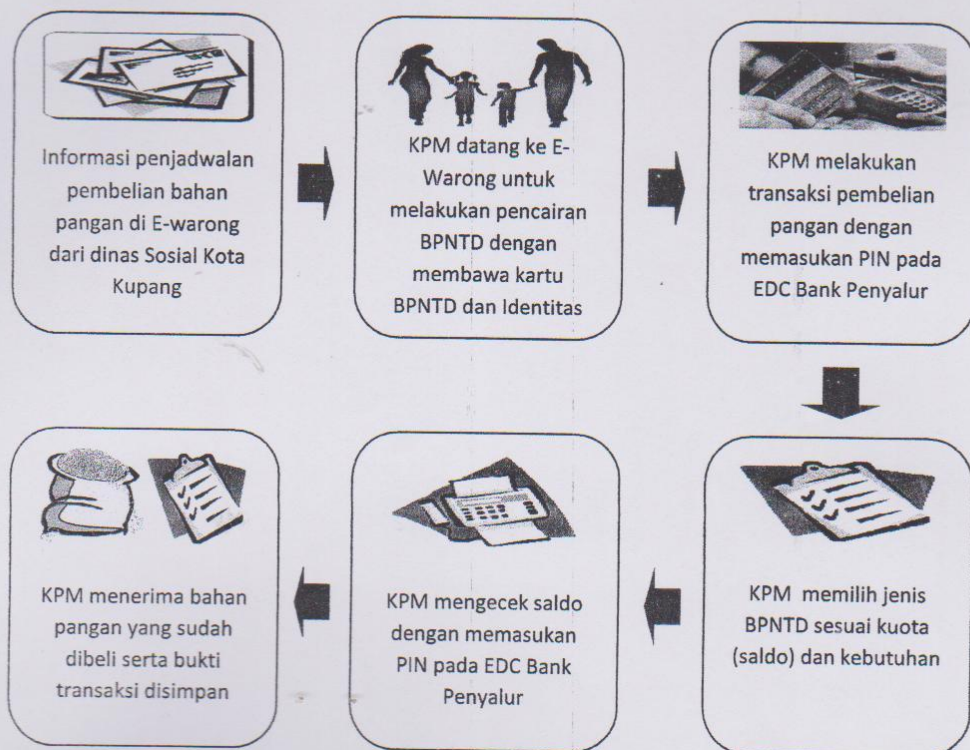 Informasi penjadwalan
pembelian bahan
pangan di E-warong
dari dinas Sosial Kota
Kupang
KPM datang ke E-
Warong untuk
melakukan pencairan
BPNTD dengan
membawa kartu
BPNTD dan Identitas
KPM melakukan
transaksi pembelian
pangan dengan
memasukan PIN pada
EDC Bank Penyalur
KPM memilih jenis
BPNTD sesuai kuota
(saldo) dan kebutuhan
KPM mengecek saldo
dengan memasukan
PIN pada EDC Bank
Penyalur
KPM menerima bahan
pangan yang sudah
dibeli serta bukti
transaksi disimpan